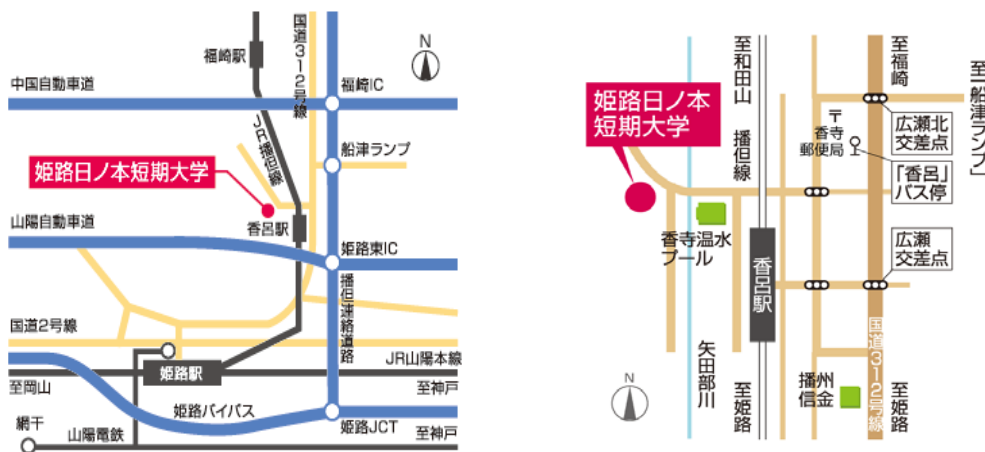 福崎駅
国道312号線
N
中国自動車道
福崎IC
JR播但線
船津ランプ
姫路日ノ本短期大学
山陽自動車道
香呂駅
姫路東IC
播但連絡道路
国道2号線
姫路駅
JR山陽本線
至岡山
至神戸
姫路バイパス
網干
山陽電鉄
姫路JCT
至神戸
至和田山
播但線
至福崎
至「船津ランプ」
姫路日ノ本
短期大学
〒
香寺
郵便局
広瀬北
交差点
「香呂」
バス停
香寺温水
プール
広瀬
交差点
香呂駅
国道312号線
N
矢田部川
至姫路
播州
信金
至姫路